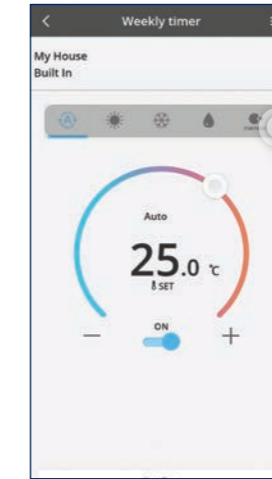 Weekly timer
My House
Built In
A
Auto
25.0 °C
SET
ON